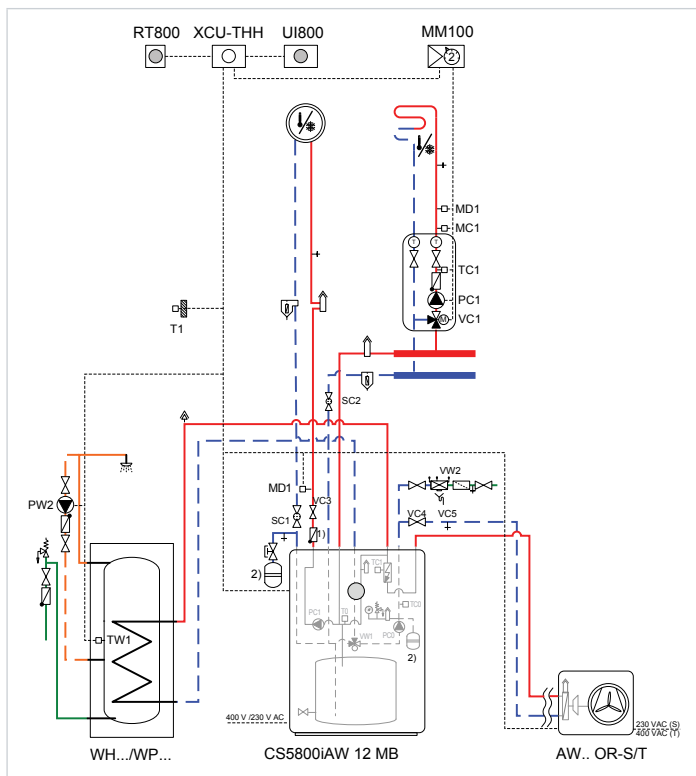 RT800 XCU-THH UI800 MM100
2
MD1
MC1
T T
TC1
PC1
M VC1
T1
SC2
VW2
MD1 VC3
SC1
VC4 VC5
PW2
1)
2)
TC1
PC1 T0
TC0
VW1 PC0
2)
TW1
400 V /230 V AC
230 VAC (S)
400 VAC (T)
WH.../WP... CS5800iAW 12 MB AW.. OR-S/T